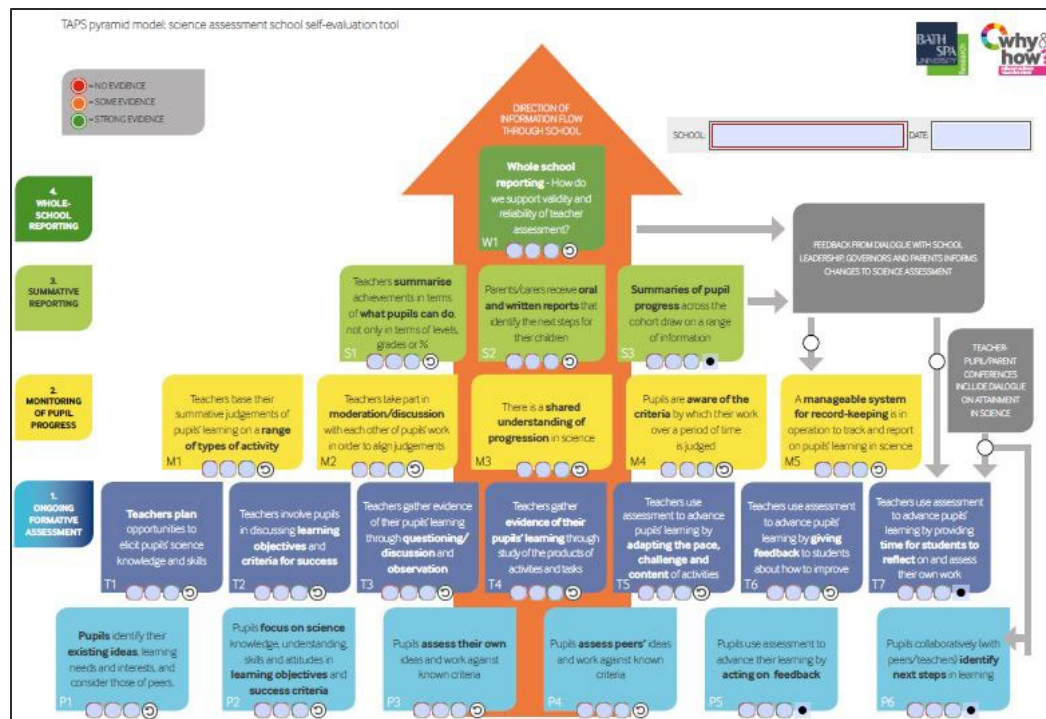 TAPS pyramid model: science assessment school self-evaluation tool
BATH
SPA
UNIVERSITY
Research
why&
how?
= NO EVIDENCE
= SOME EVIDENCE
= STRONG EVIDENCE
DIRECTION OF
INFORMATION FLOW
THROUGH SCHOOL
SCHOOL:
DATE:
4.
WHOLE-
SCHOOL
REPORTING
Whole school
reporting - How do
we support validity and
reliability of teacher
assessment?
W1
FEEDBACK FROM DIALOGUE WITH SCHOOL
LEADERSHIP, GOVERNORS AND PARENTS INFORMS
CHANGES TO SCIENCE ASSESSMENT
3.
SUMMATIVE
REPORTING
Teachers summarise
achievements in terms
of what pupils can do,
not only in terms of levels,
grades or %
S1
Parents/carers receive oral
and written reports that
identify the next steps for
their children
S2
Summaries of pupil
progress across the
cohort draw on a range
of information
S3
TEACHER-
PUPIL/PARENT
CONFERENCES
INCLUDE DIALOGUE
ON ATTAINMENT
IN SCIENCE
2.
MONITORING
OF PUPIL
PROGRESS
Teachers base their
summative judgements of
pupils' learning on a range
of types of activity
M1
Teachers take part in
moderation/discussion
with each other of pupils' work
in order to align judgements
M2
There is a shared
understanding of
progression in science
M3
Pupils are aware of the
criteria by which their work
over a period of time
is judged
M4
A manageable system
for record-keeping is in
operation to track and report
on pupils' learning in science
M5
1.
ONGOING
FORMATIVE
ASSESSMENT
Teachers plan
opportunities to
elicit pupils' science
knowledge and skills
T1
Teachers involve pupils
in discussing learning
objectives and
criteria for success
T2
Teachers gather evidence
of their pupils' learning
through questioning/
discussion and
observation
T3
Teachers gather
evidence of their
pupils' learning through
study of the products of
activities and tasks
T4
Teachers use
assessment to advance
pupils' learning by
adapting the pace,
challenge and
content of activities
T5
Teachers use
assessment to
advance pupils'
learning by giving
feedback to students
about how to improve
T6
Teachers use assessment
to advance pupils'
learning by providing
time for students to
reflect on and assess
their own work
T7
Pupils identify their
existing ideas, learning
needs and interests, and
consider those of peers.
P1
Pupils focus on science
knowledge, understanding,
skills and attitudes in
learning objectives and
success criteria
P2
Pupils assess their own
ideas and work against
known criteria
P3
Pupils assess peers' ideas
and work against known
criteria
P4
Pupils use assessment to
advance their learning by
acting on feedback
P5
Pupils collaboratively (with
peers/teachers) identify
next steps in learning
P6